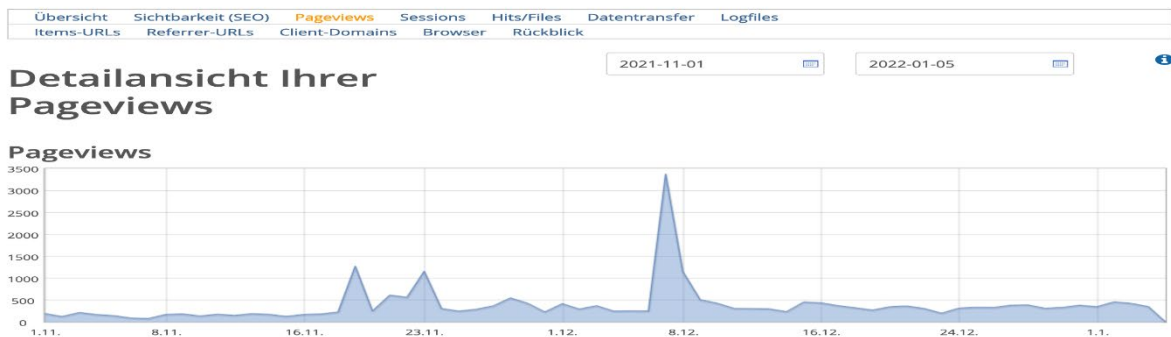 Übersicht Sichtbarkeit (SEO) Pageviews Sessions Hits/Files Datentransfer Logfiles
Items-URLs Referrer-URLs Client-Domains Browser Rückblick
2021-11-01 2022-01-05
Detailansicht Ihrer
Pageviews
Pageviews
3500
3000
2500
2000
1500
1000
500
0
1.11. 8.11. 16.11. 23.11. 1.12. 8.12. 16.12. 24.12. 1.1.